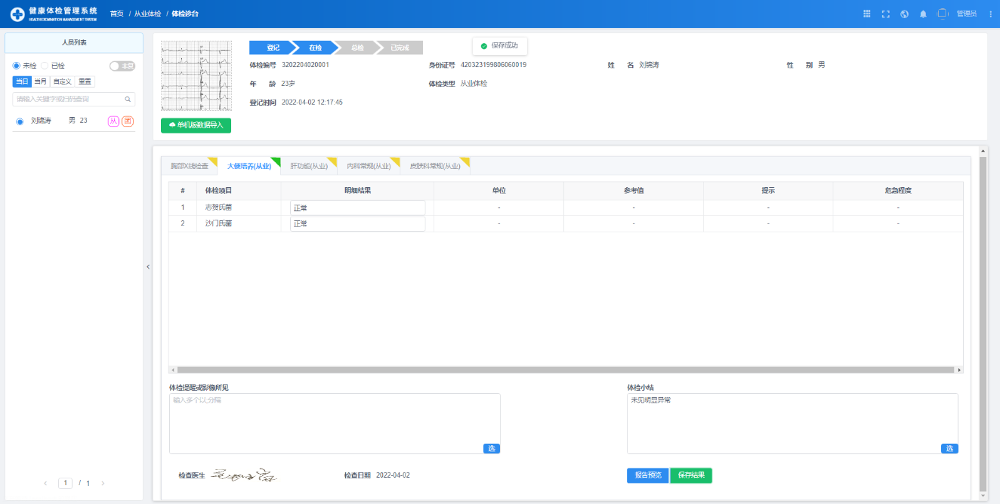 健康体检管理系统
HEALTH EXAMINATION MANAGEMENT SYSTEM
首页 / 从业体检 / 体检诊台
管理员
人员列表
未检 已检 非急
当日 当月 自定义 重置
请输入关键字或扫码查询
刘锦涛 男 23 从 团
1 / 1
登记 在检 总检 已完成
保存成功
体检编号 3202204020001 身份证号 420323199806060019 姓 名 刘锦涛 性 别 男
年 龄 23岁 体检类型 从业体检
登记时间 2022-04-02 12:17:45
单机版数据导入
胸部X线检查 大便培养(从业) 肝功能(从业) 内科常规(从业) 皮肤科常规(从业)
# 体检项目 明细结果 单位 参考值 提示 危急程度
1 志贺氏菌 正常 - - - -
2 沙门氏菌 正常 - - - -
体检提醒或影像所见 体检小结
输入多个以;分隔 未见明显异常
选 选
检查医生 检查日期 2022-04-02 报告预览 保存结果